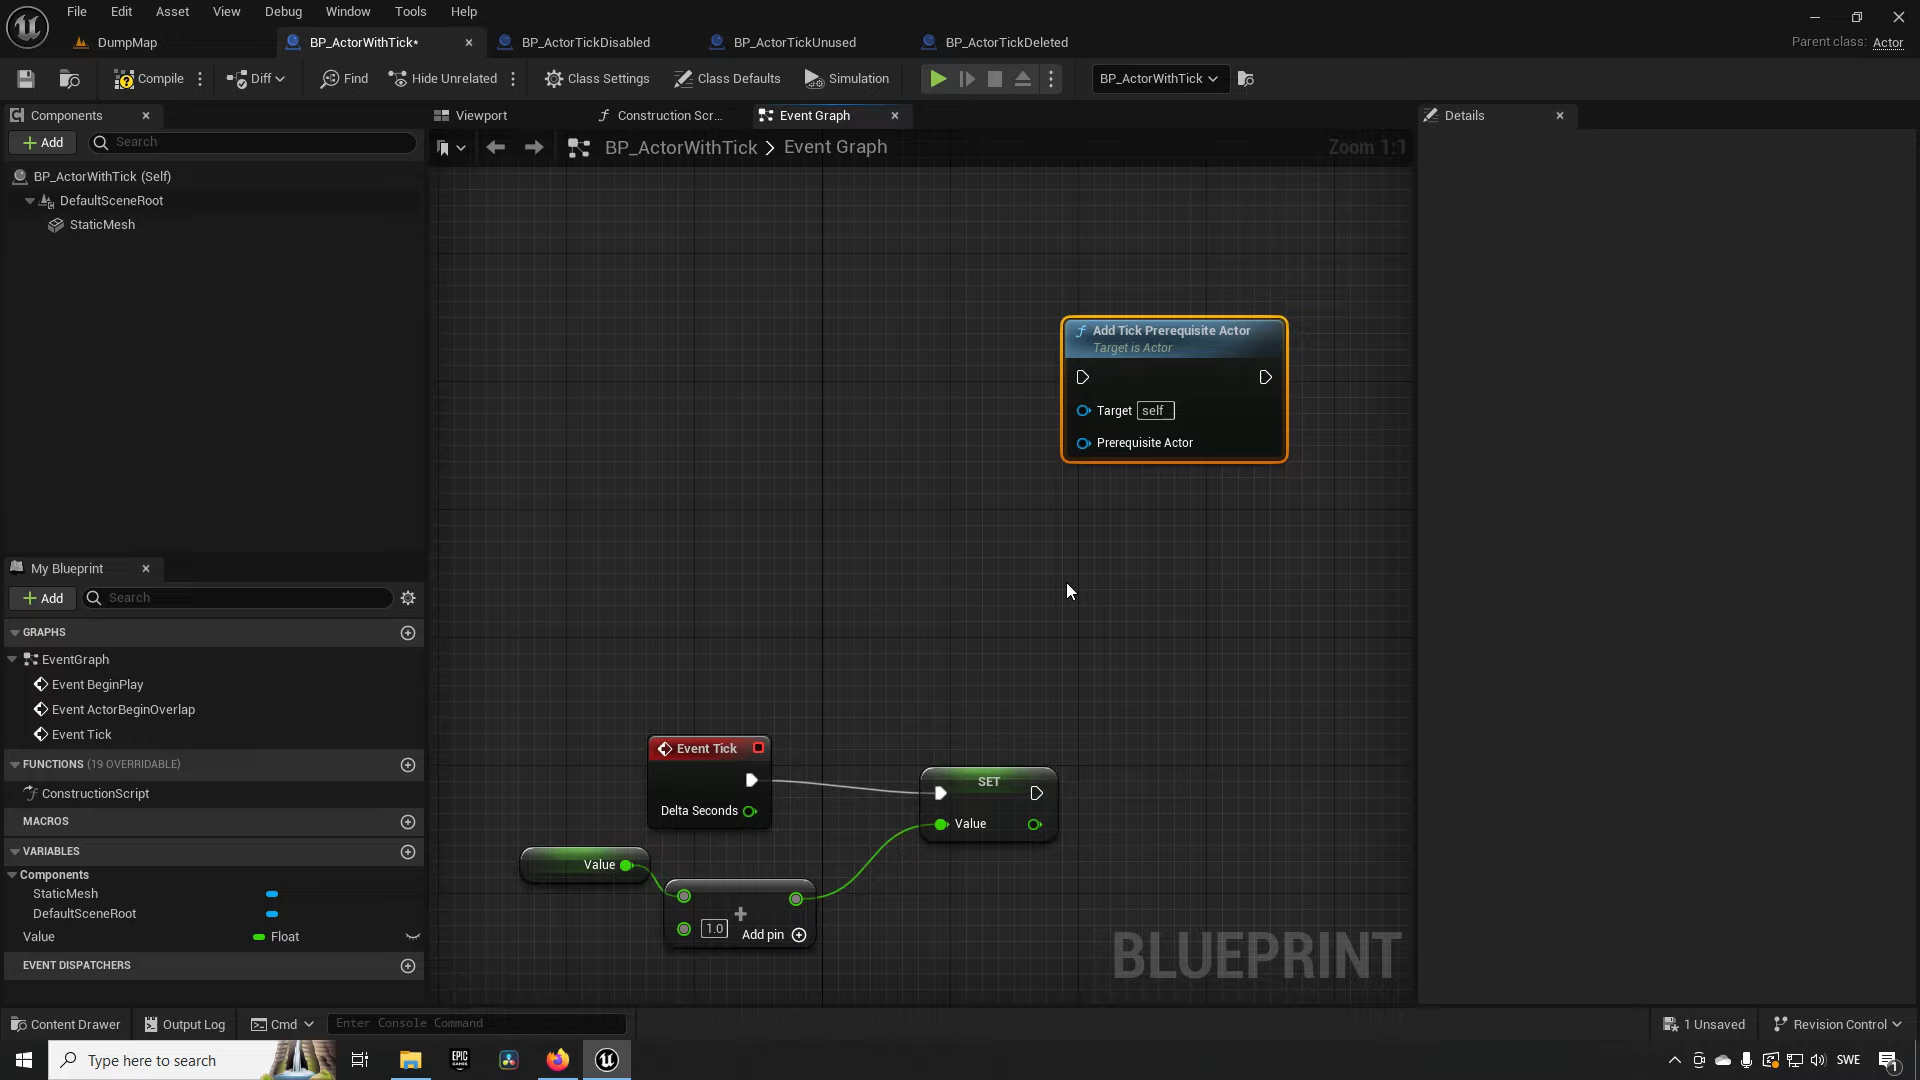 File
Edit
Asset
View
Debug
Window
Tools
Help
DumpMap
BP_ActorWithTick*
BP_ActorTickDisabled
BP_ActorTickUnused
BP_ActorTickDeleted
Parent class: Actor
Compile
Diff
Find
Hide Unrelated
Class Settings
Class Defaults
Simulation
BP_ActorWithTick
Components
Add
Search
BP_ActorWithTick (Self)
DefaultSceneRoot
StaticMesh
My Blueprint
Add
Search
GRAPHS
EventGraph
Event BeginPlay
Event ActorBeginOverlap
Event Tick
FUNCTIONS (19 OVERRIDABLE)
ConstructionScript
MACROS
VARIABLES
Components
StaticMesh
DefaultSceneRoot
Value
Float
EVENT DISPATCHERS
Viewport
Construction Scr...
Event Graph
BP_ActorWithTick > Event Graph
Zoom 1:1
Add Tick Prerequisite Actor
Target is Actor
Target self
Prerequisite Actor
Event Tick
Delta Seconds
SET
Value
Value
1.0
Add pin
BLUEPRINT
Details
Content Drawer
Output Log
Cmd
Enter Console Command
1 Unsaved
Revision Control
Type here to search
EPIC
GAMES
SWE
1